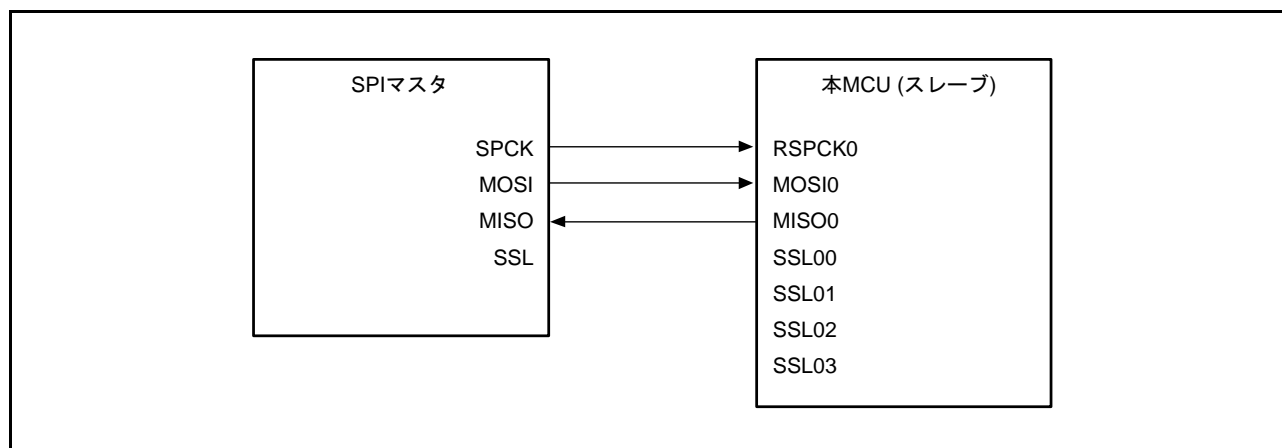 SPIマスタ
SPCK
MOSI
MISO
SSL
本MCU (スレーブ)
RSPCK0
MOSI0
MISO0
SSL00
SSL01
SSL02
SSL03